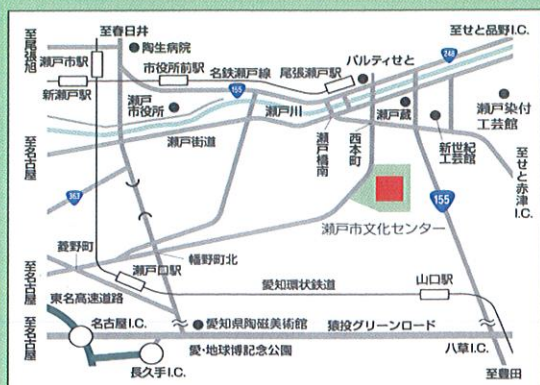 至春日井
至せと品野I.C.
至尾張旭
瀬戸市駅
陶生病院
市役所前駅
名鉄瀬戸線
尾張瀬戸駅
パルティせと
248
新瀬戸駅
155
瀬戸市役所
瀬戸川
瀬戸橋南
西本町
瀬戸蔵
新世紀工芸館
瀬戸染付工芸館
至名古屋
瀬戸街道
至せと赤津I.C.
363
155
瀬戸市文化センター
菱野町
幡野町北
瀬戸口駅
至名古屋
愛知環状鉄道
山口駅
東名高速道路
至名古屋
名古屋I.C.
愛知県陶磁美術館
猿投グリーンロード
愛・地球博記念公園
八草I.C.
長久手I.C.
至豊田